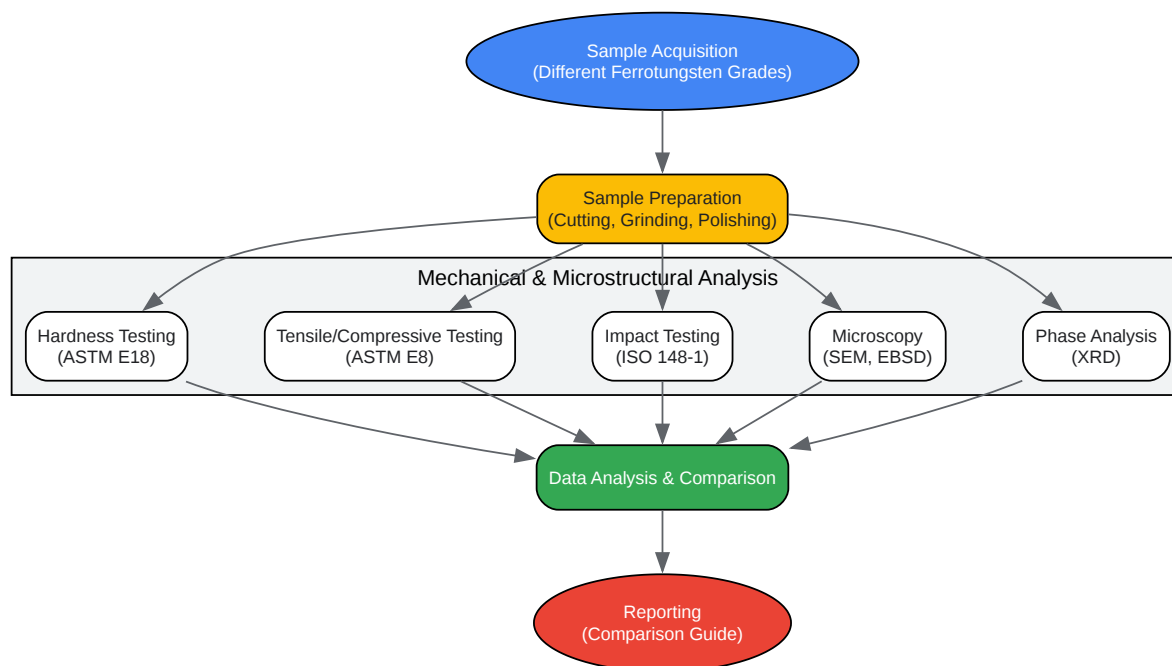 Sample Acquisition
(Different Ferrotungsten Grades)
Sample Preparation
(Cutting, Grinding, Polishing)
Mechanical & Microstructural Analysis
Hardness Testing
(ASTM E18)
Tensile/Compressive Testing
(ASTM E8)
Impact Testing
(ISO 148-1)
Microscopy
(SEM, EBSD)
Phase Analysis
(XRD)
Data Analysis & Comparison
Reporting
(Comparison Guide)